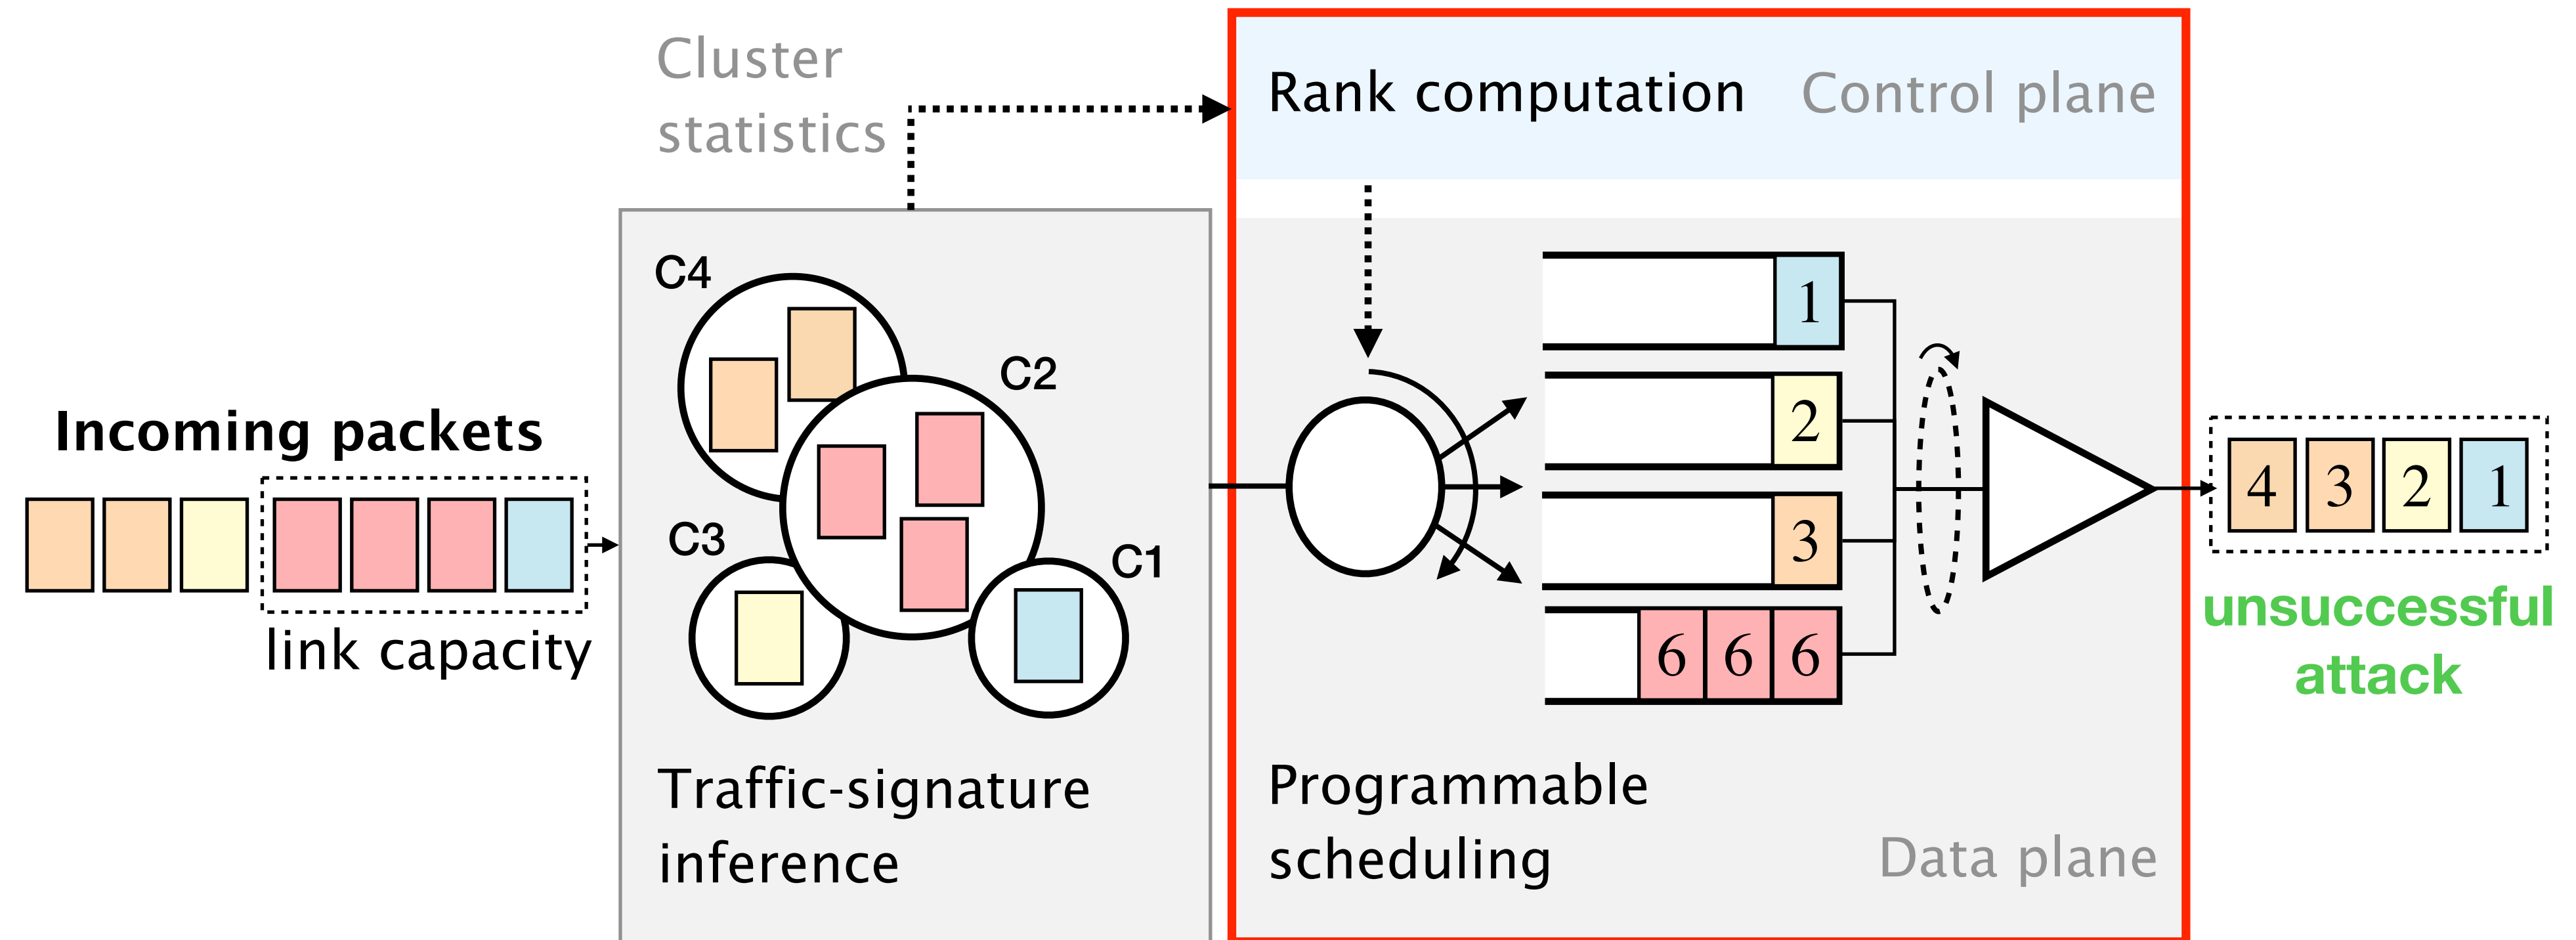 Cluster
statistics
Rank computation
Control plane
C4
C2
C3
C1
Incoming packets
link capacity
Traffic-signature
inference
1
2
3
6 6 6
Programmable
scheduling
Data plane
4 3 2 1
unsuccessful
attack